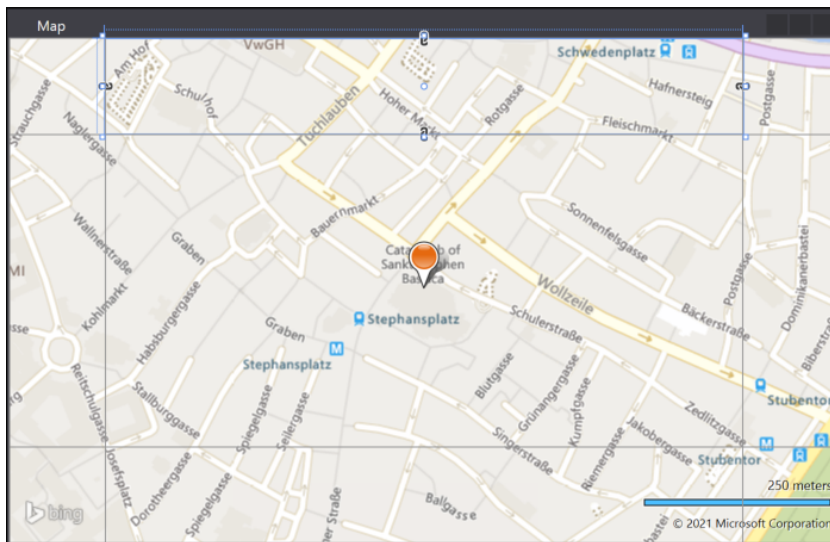 Map
Am Hof
VwGH
Schwedenplatz
Strauchgasse
Naglergasse
Tuchlauben
Hoher Markt
Rotgasse
Hafnersteig
Fleischmarkt
Postgasse
Wallnerstraße
Graben
Bauernmarkt
Sonnenfelsgasse
Dominikanerbastei
MI
Kohlmarkt
Habsburgergasse
of
Wollzeile
Postgasse
Stephansplatz
Schulerstraße
Bäckerstraße
Graben
Stephansplatz
Reitschulgasse
Stallburggasse
Spiegelgasse
Seilergasse
Blutgasse
Grünangergasse
Kumpfgasse
Stubentor
Zedlitzgasse
Josefsplatz
Dorotheergasse
Spiegelgasse
Singerstraße
Riemergasse
Jakobergasse
Stubentor
Ballgasse
250 meters
bing
© 2021 Microsoft Corporation